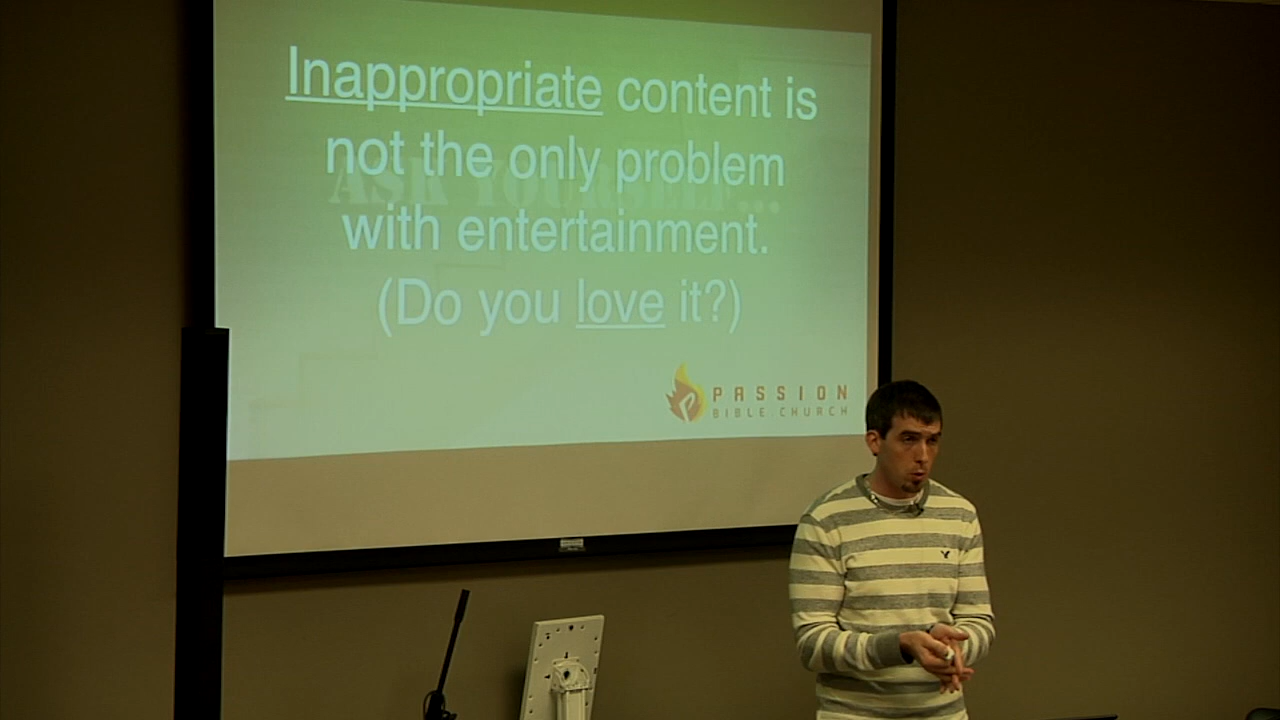 Inappropriate content is
not the only problem
with entertainment.
(Do you love it?)
ASK YOURSELF...
PASSION
BIBLE CHURCH